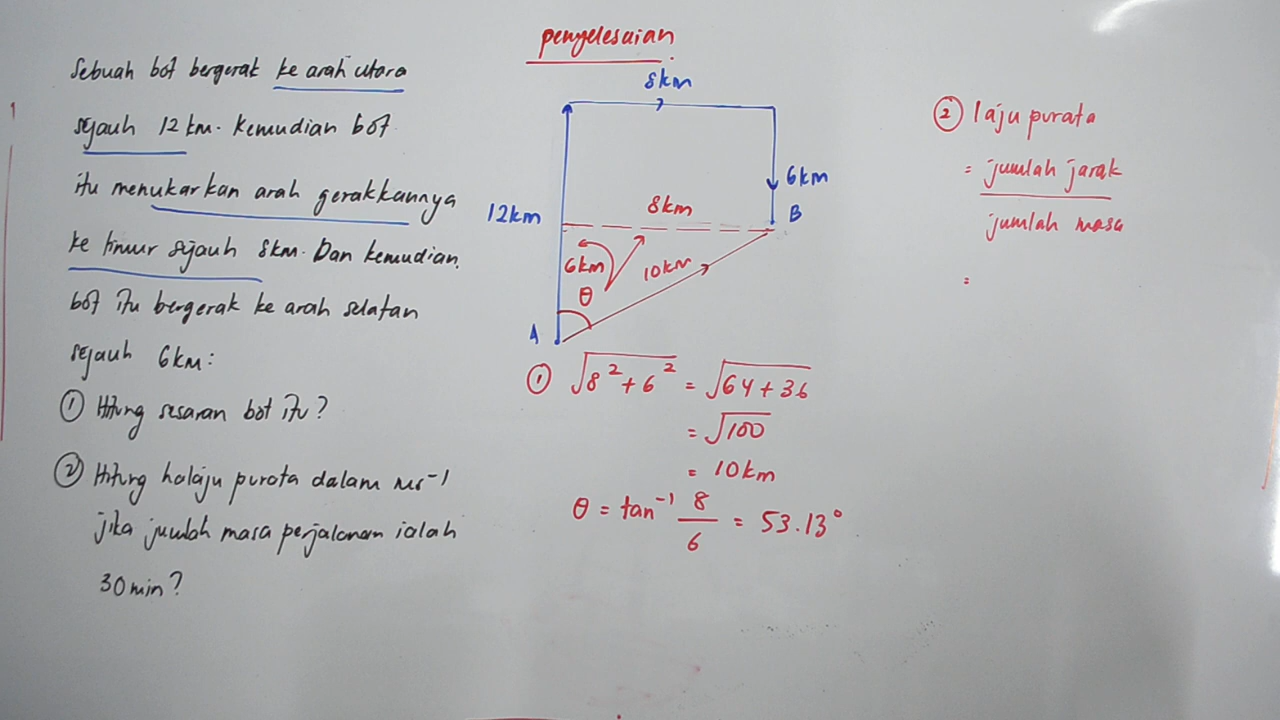 Sebuah bot bergerak ke arah utara
sejauh 12 km. Kemudian bot
itu menukarkan arah gerakkannya
ke timur sejauh 8km. Dan kemudian.
bot itu bergerak ke arah selatan
sejauh 6km:
① Hitung sesaran bot itu?
② Hitung halaju purata dalam ms⁻¹
jika jumlah masa perjalanan ialah
30min?
1
penyelesaian.
8km
12km
6km
B
8km
6km
10km
θ
A
① √8² + 6² = √64 + 36
= √100
= 10km
θ = tan⁻¹ 8/6 = 53.13°
② laju purata
= jumlah jarak
jumlah masa
=